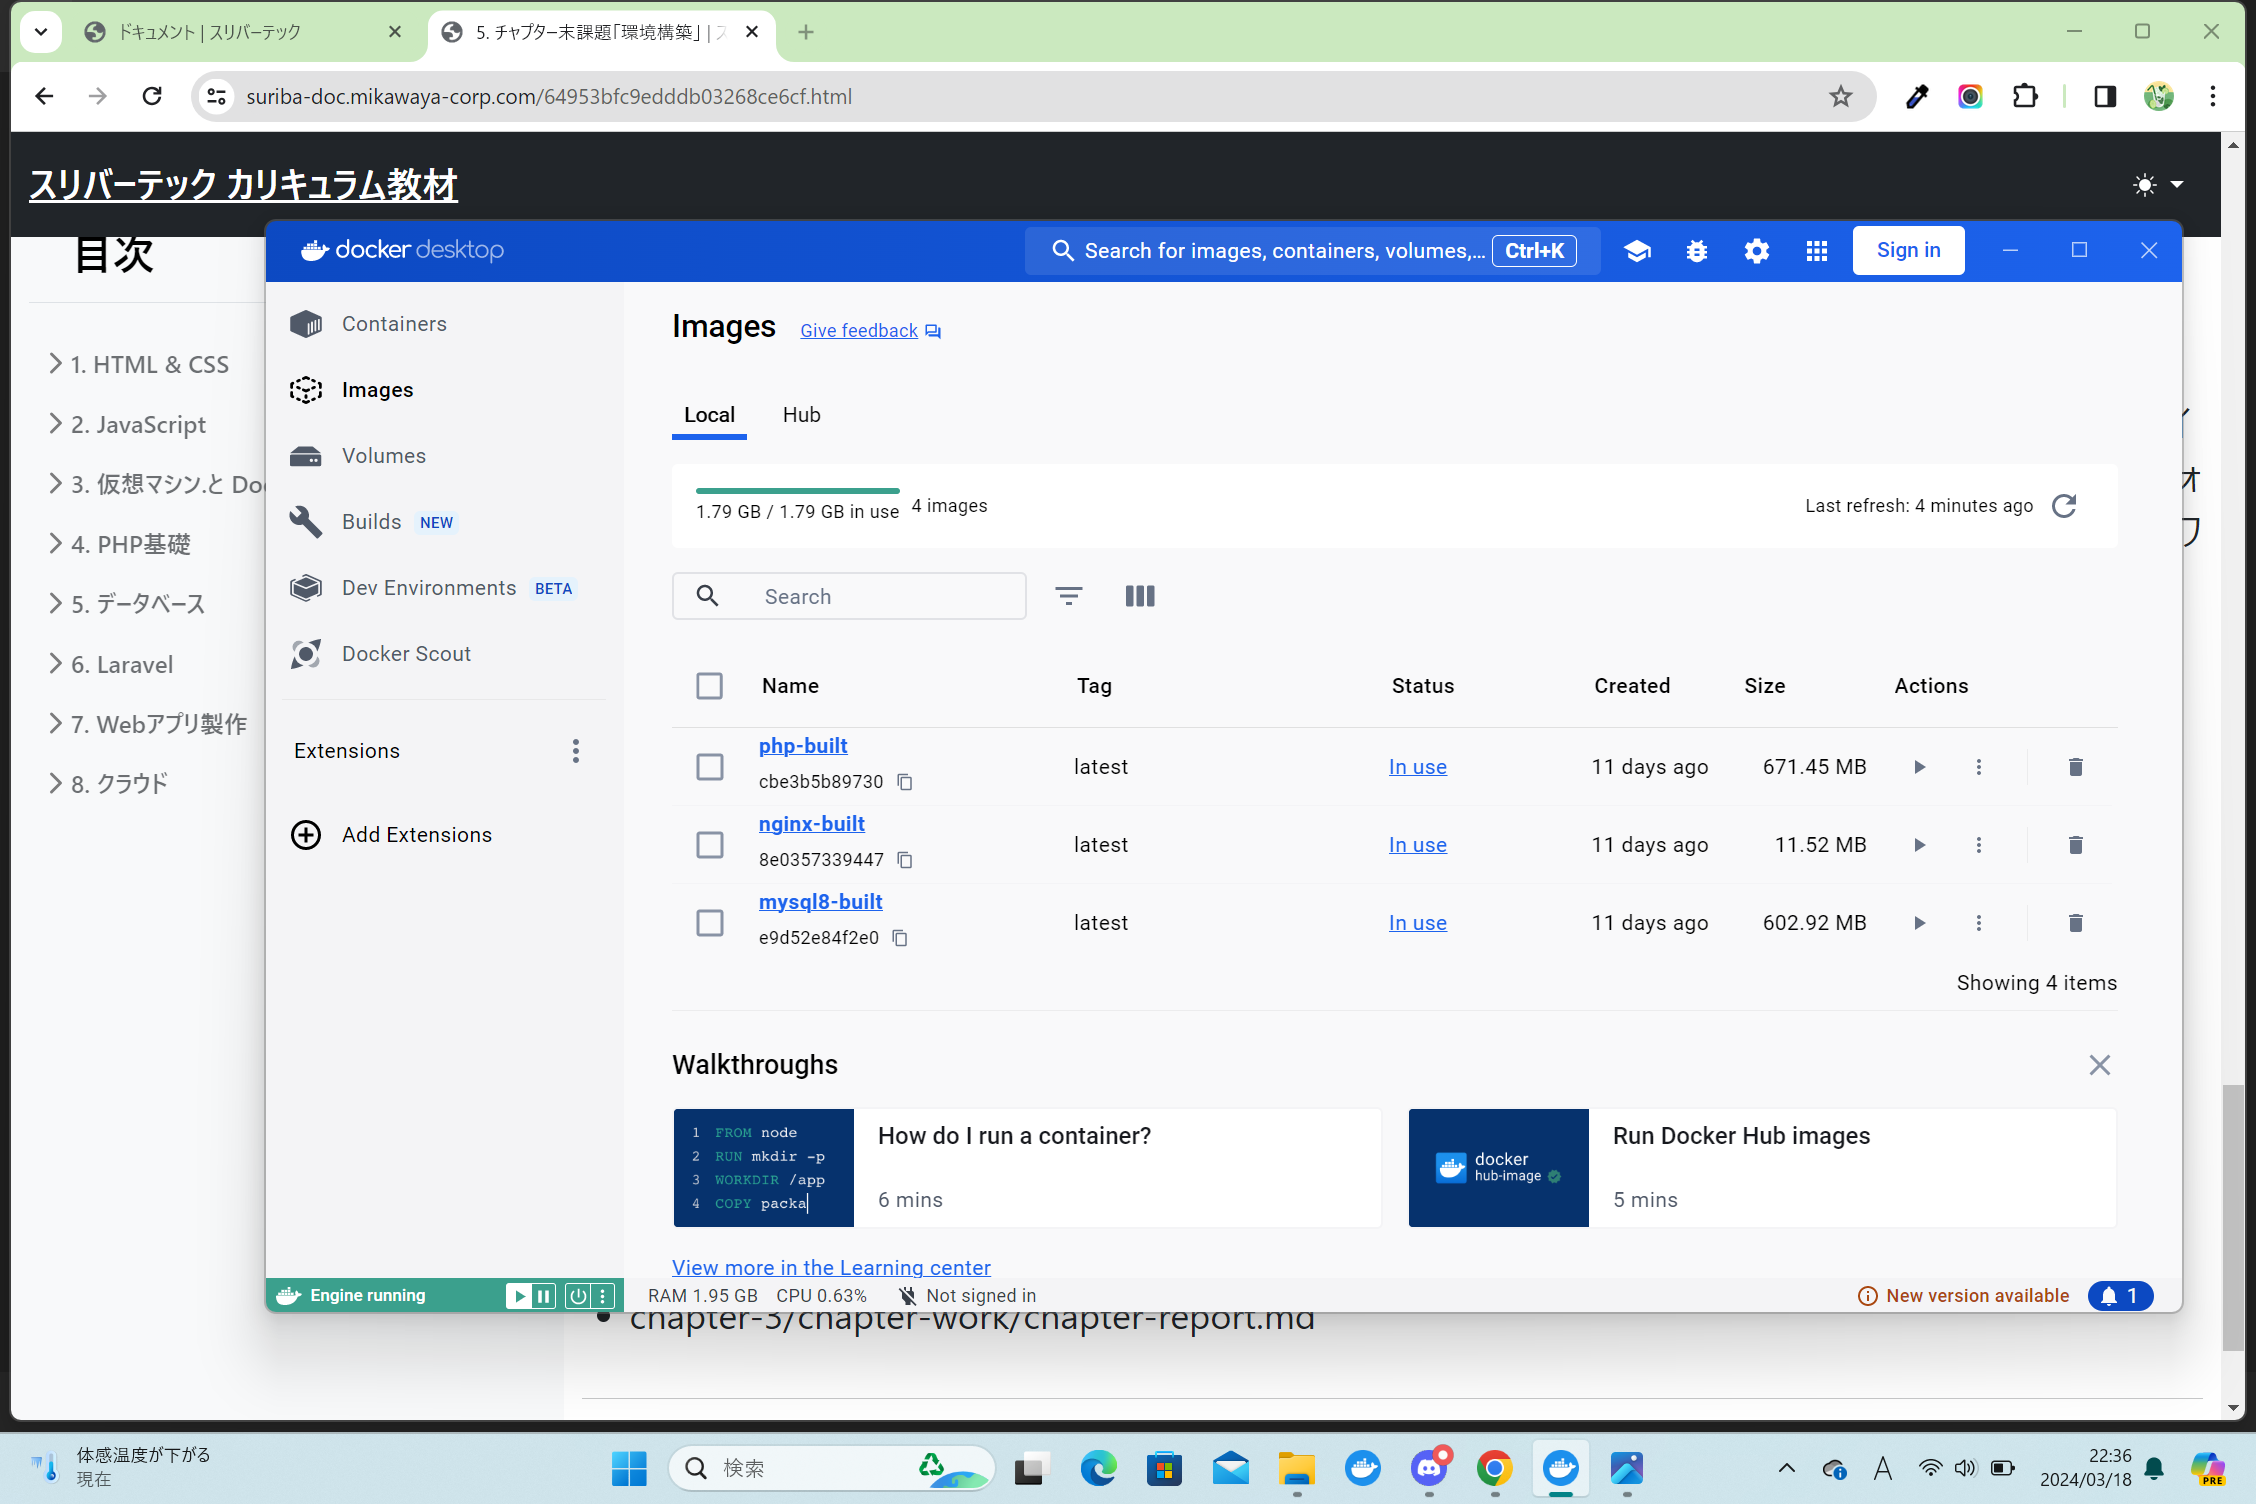 ドキュメント | スリバーテック
5. チャプター末課題「環境構築」 |
suriba-doc.mikawaya-corp.com/64953bfc9edddb03268ce6cf.html
スリバーテック カリキュラム教材
目次
1. HTML & CSS
2. JavaScript
3. 仮想マシン.と Doc
4. PHP基礎
5. データベース
6. Laravel
7. Webアプリ製作
8. クラウド
docker desktop
Search for images, containers, volumes,...
Ctrl+K
Sign in
Containers
Images
Volumes
Builds NEW
Dev Environments BETA
Docker Scout
Extensions
Add Extensions
Images
Give feedback
Local
Hub
1.79 GB / 1.79 GB in use
4 images
Last refresh: 4 minutes ago
Search
Name Tag Status Created Size Actions
php-built
cbe3b5b89730
latest In use 11 days ago 671.45 MB
nginx-built
8e0357339447
latest In use 11 days ago 11.52 MB
mysql8-built
e9d52e84f2e0
latest In use 11 days ago 602.92 MB
Showing 4 items
Walkthroughs
1 FROM node
2 RUN mkdir -p
3 WORKDIR /app
4 COPY packa
How do I run a container?
6 mins
docker
hub-image
Run Docker Hub images
5 mins
View more in the Learning center
Engine running
RAM 1.95 GB CPU 0.63% Not signed in
New version available
1
chapter-3/chapter-work/chapter-report.md
体感温度が下がる
現在
検索
A
22:36
2024/03/18
PRE